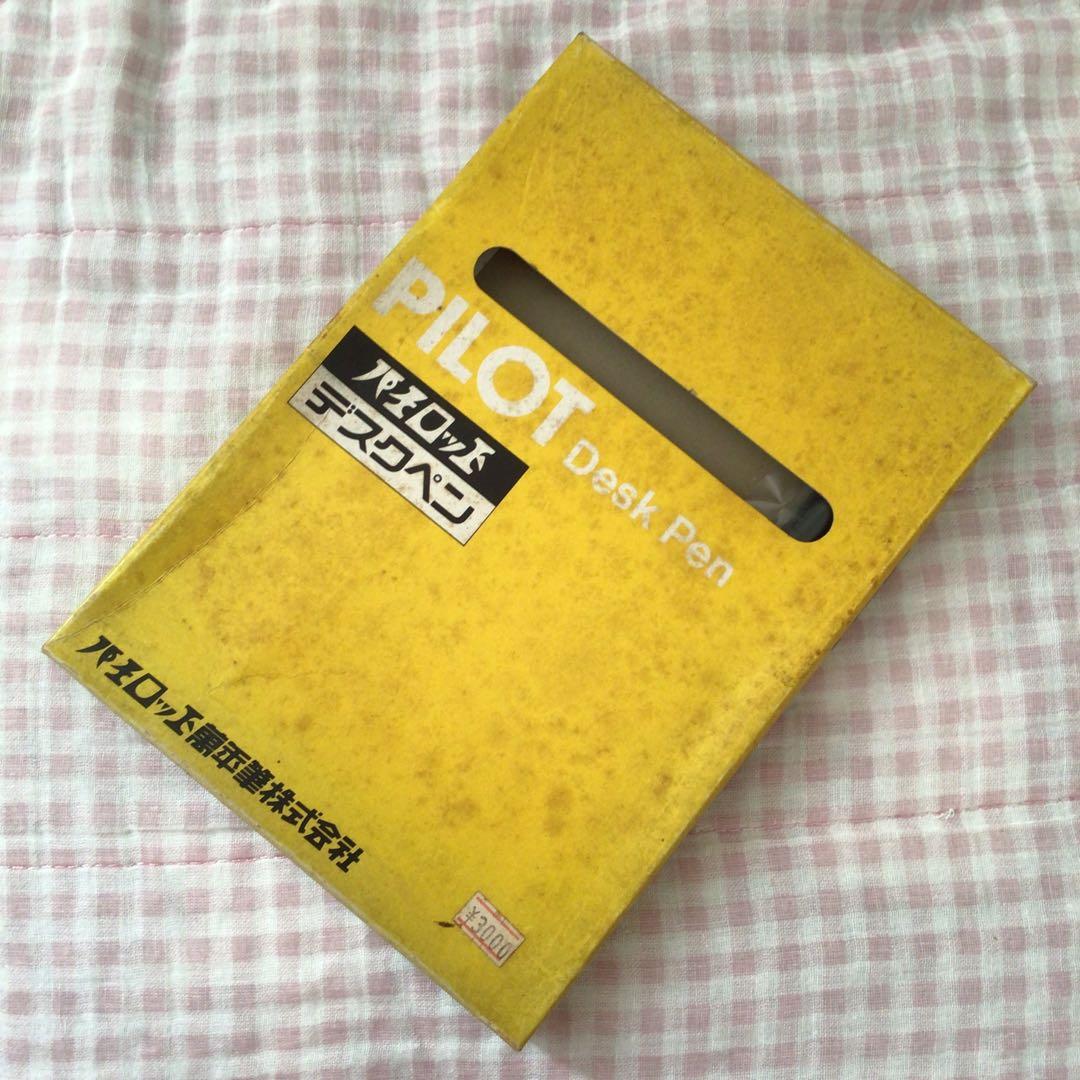 PILOT Desk Pen
パイロット
デスクペン
パイロット萬年筆株式会社
¥3000